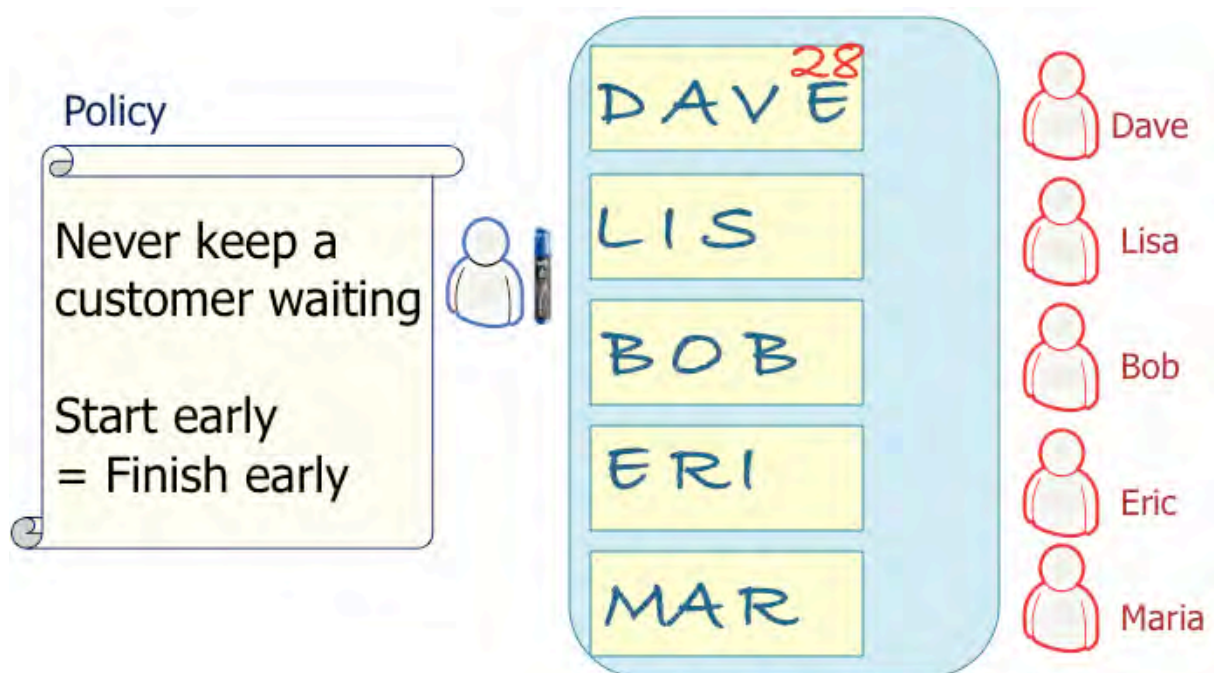 Policy
Never keep a
customer waiting
Start early
= Finish early
28
DAVE
LIS
BOB
ERI
MAR
Dave
Lisa
Bob
Eric
Maria